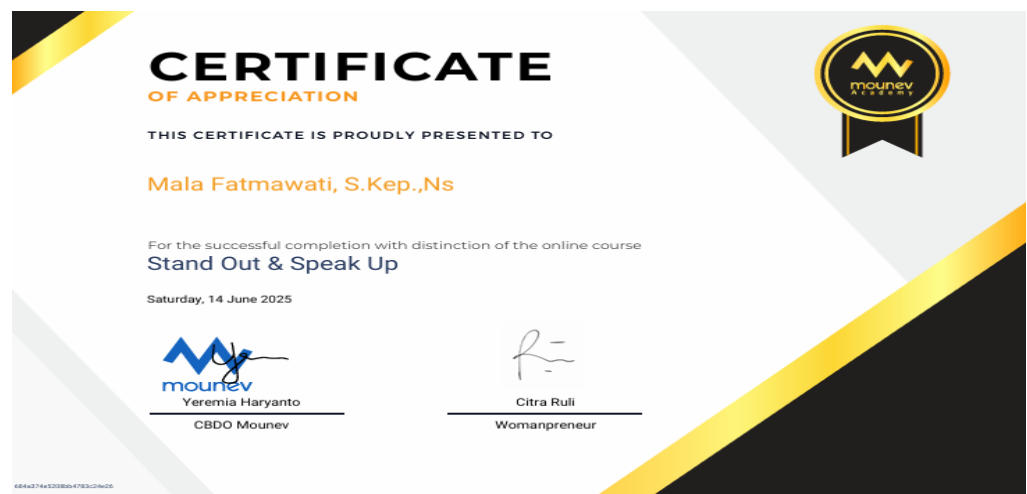 CERTIFICATE
OF APPRECIATION
mounev
Academy
THIS CERTIFICATE IS PROUDLY PRESENTED TO
Mala Fatmawati, S.Kep.,Ns
For the successful completion with distinction of the online course
Stand Out & Speak Up
Saturday, 14 June 2025
mounev
Yeremia Haryanto
CBDO Mounev
Citra Ruli
Womanpreneur